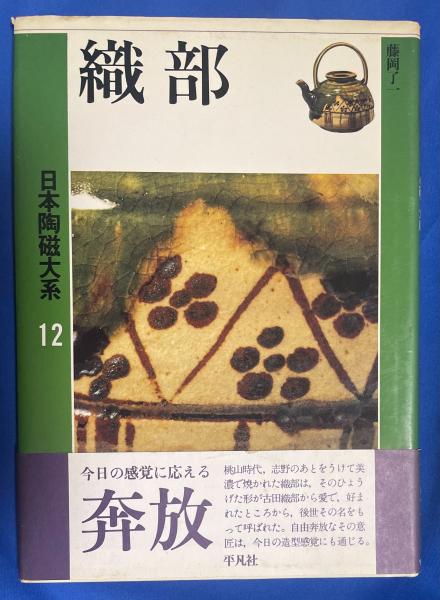 織部
藤岡了一
日本陶磁大系
12
今日の感覚に応える
奔放
桃山時代，志野のあとをうけて美
濃で焼かれた織部は，そのひょう
げた形が古田織部から愛で，好ま
れたところから，後世その名をも
って呼ばれた。自由奔放なその意
匠は，今日の造型感覚にも通じる。
平凡社